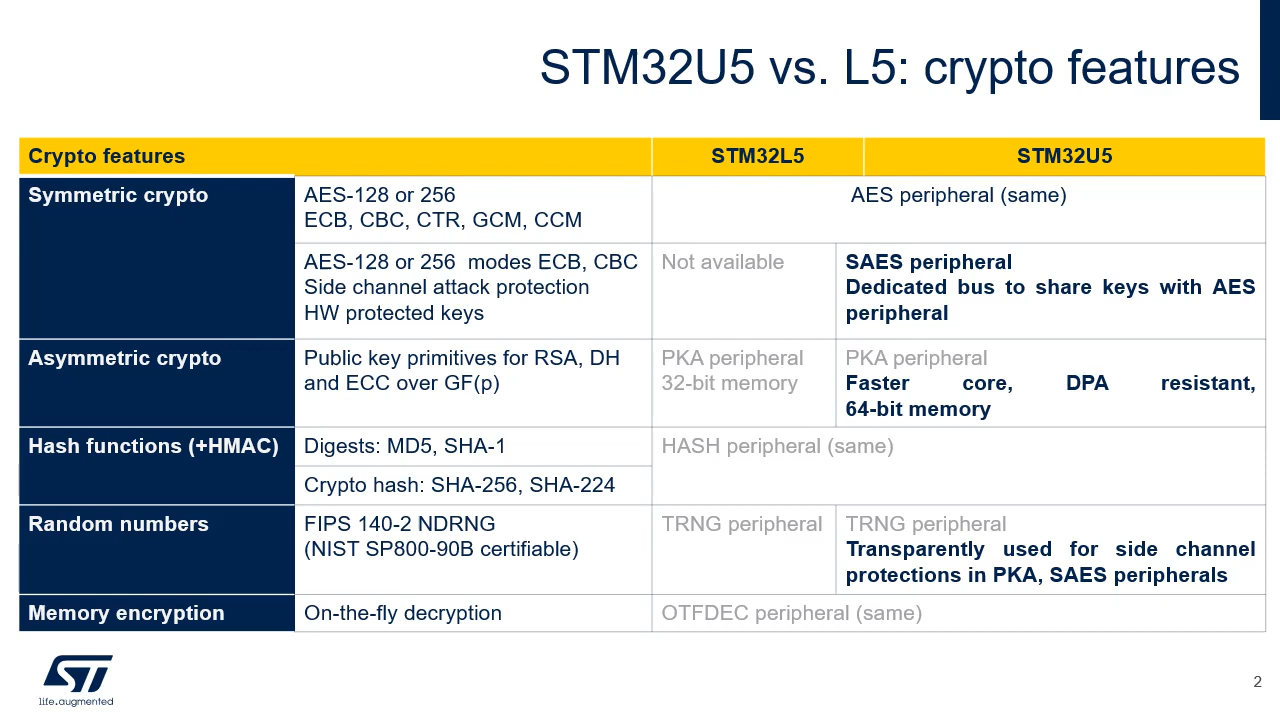 STM32U5 vs. L5: crypto features
Crypto features
STM32L5
STM32U5
Symmetric crypto
AES-128 or 256
ECB, CBC, CTR, GCM, CCM
AES peripheral (same)
AES-128 or 256  modes ECB, CBC
Side channel attack protection
HW protected keys
Not available
SAES peripheral
Dedicated bus to share keys with AES
peripheral
Asymmetric crypto
Public key primitives for RSA, DH
and ECC over GF(p)
PKA peripheral
32-bit memory
PKA peripheral
Faster core, DPA resistant,
64-bit memory
Hash functions (+HMAC)
Digests: MD5, SHA-1
HASH peripheral (same)
Crypto hash: SHA-256, SHA-224
Random numbers
FIPS 140-2 NDRNG
(NIST SP800-90B certifiable)
TRNG peripheral
TRNG peripheral
Transparently used for side channel
protections in PKA, SAES peripherals
Memory encryption
On-the-fly decryption
OTFDEC peripheral (same)
ST
life.augmented
2